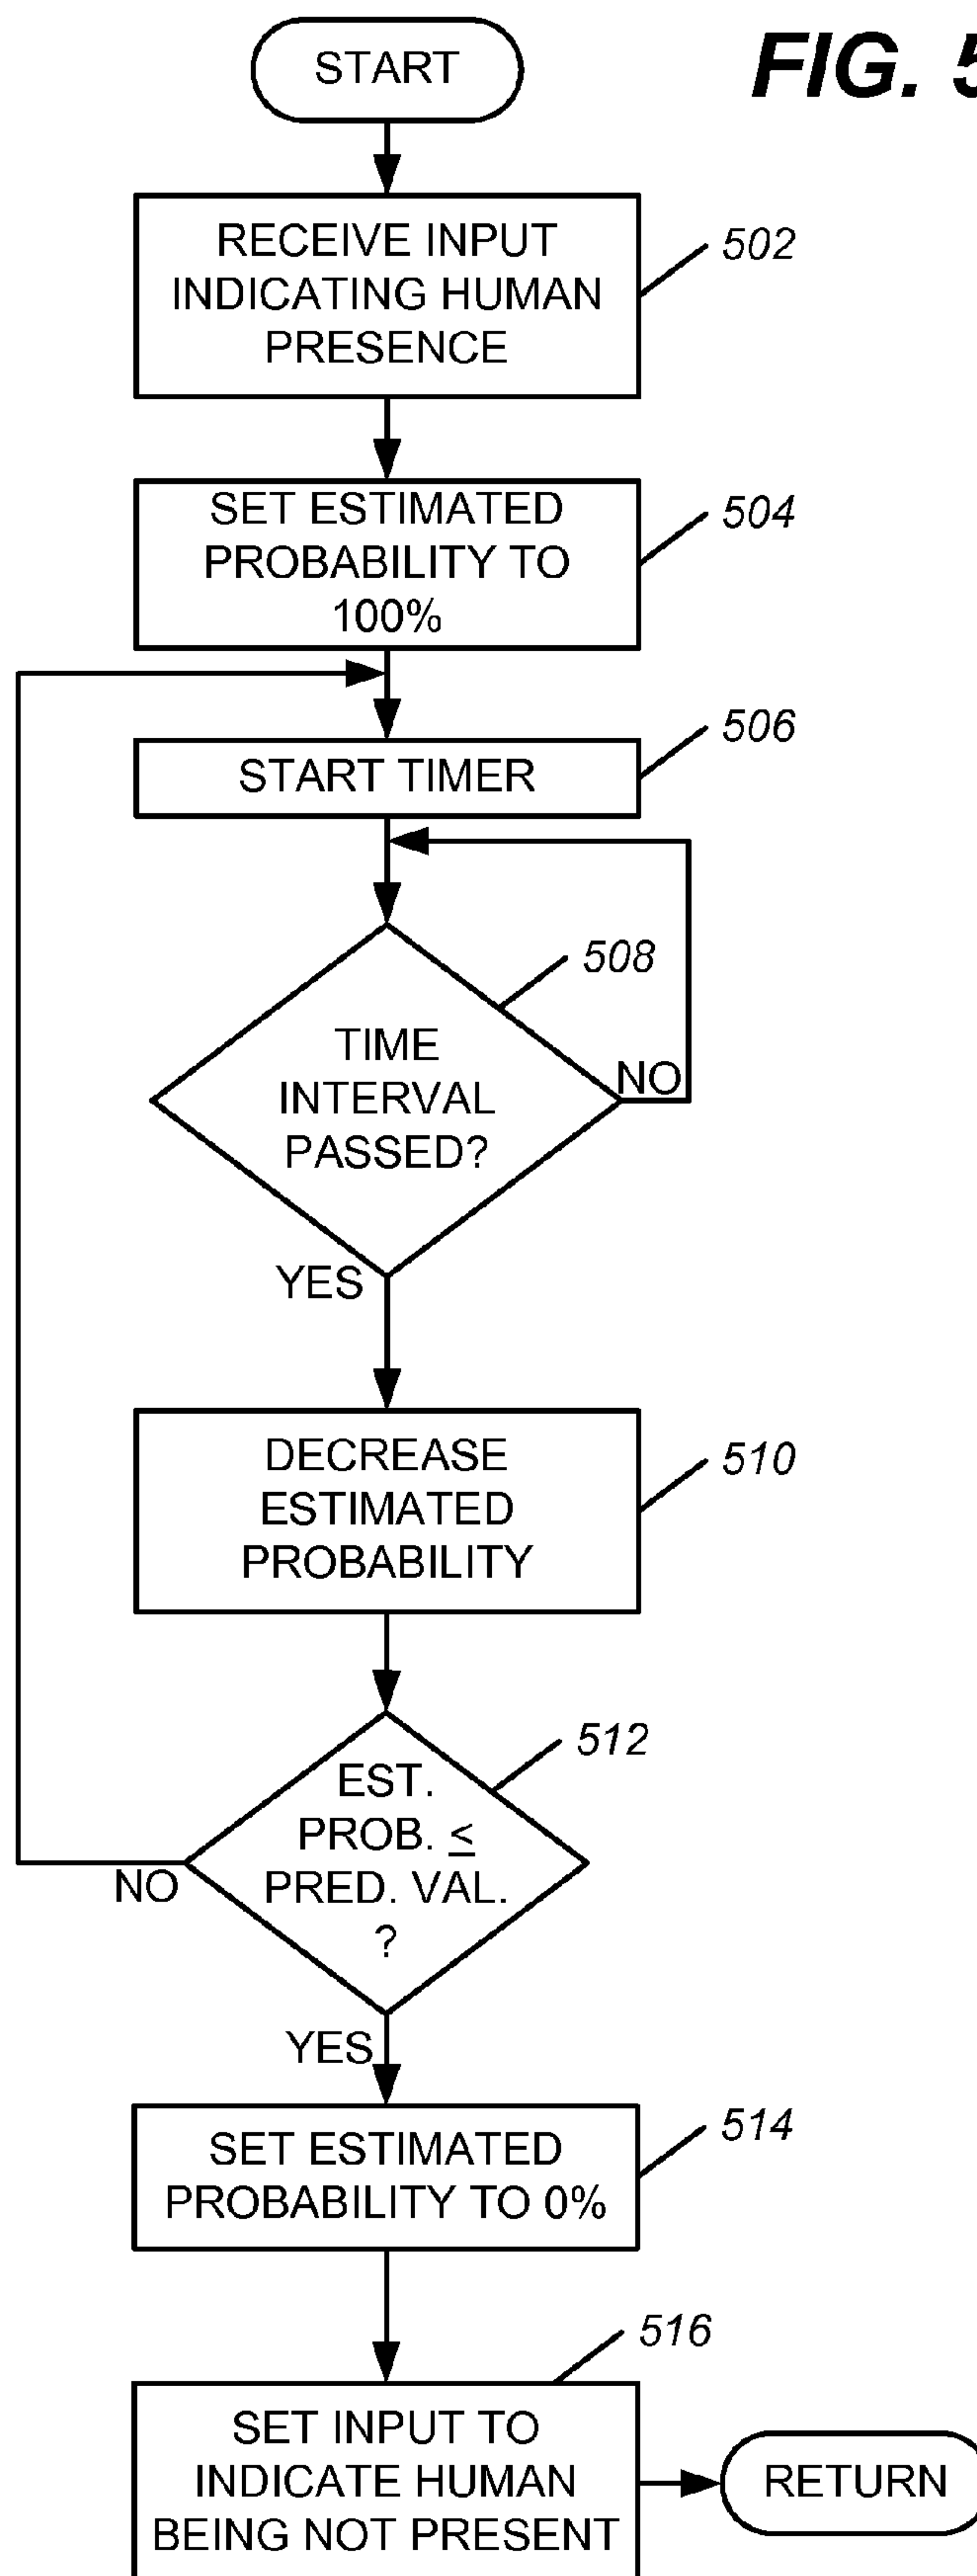 START
FIG. 5
RECEIVE INPUT
INDICATING HUMAN
PRESENCE
502
SET ESTIMATED
PROBABILITY TO
100%
504
START TIMER
506
TIME
INTERVAL
PASSED?
508
NO
YES
DECREASE
ESTIMATED
PROBABILITY
510
EST.
PROB. ≤
PRED. VAL.
?
512
NO
YES
SET ESTIMATED
PROBABILITY TO 0%
514
SET INPUT TO
INDICATE HUMAN
BEING NOT PRESENT
516
RETURN